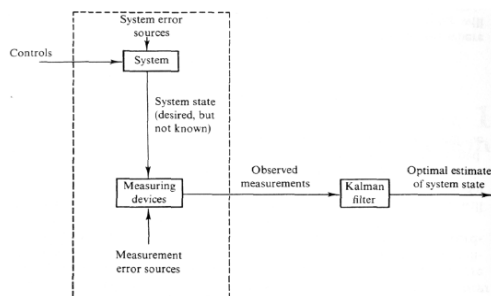 System error
sources
Controls
System
System state
(desired, but
not known)
Measuring
devices
Observed
measurements
Kalman
filter
Optimal estimate
of system state
Measurement
error sources